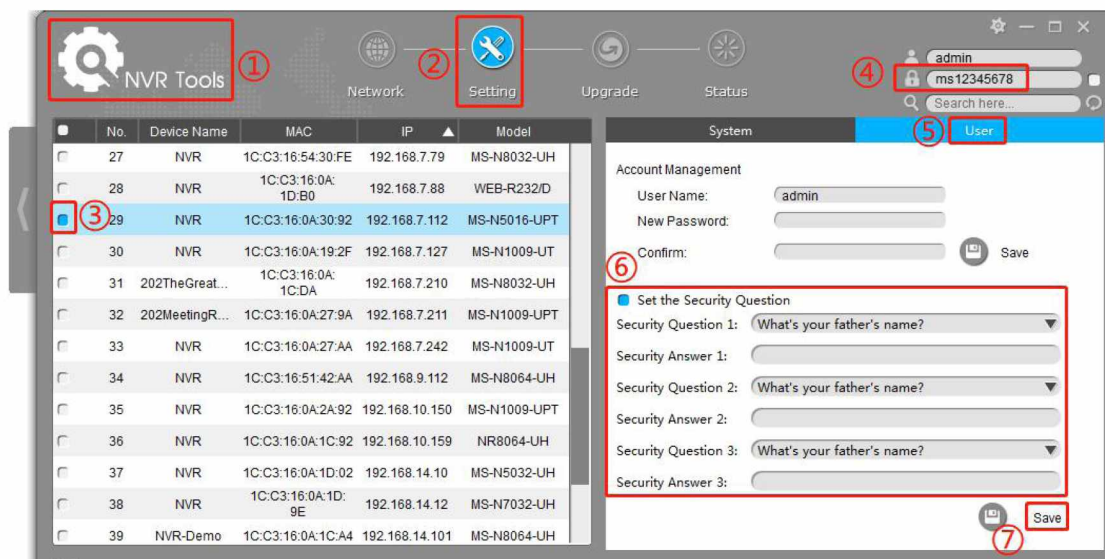 NVR Tools
①
②
Network
Setting
Upgrade
Status
admin
④
ms12345678
Search here...
No. Device Name MAC IP ▲ Model
27 NVR 1C:C3:16:54:30:FE 192.168.7.79 MS-N8032-UH
28 NVR 1C:C3:16:0A:
1D:B0 192.168.7.88 WEB-R232/D
③
29 NVR 1C:C3:16:0A:30:92 192.168.7.112 MS-N5016-UPT
30 NVR 1C:C3:16:0A:19:2F 192.168.7.127 MS-N1009-UT
31 202TheGreat... 1C:C3:16:0A:
1C:DA 192.168.7.210 MS-N8032-UH
32 202MeetingR... 1C:C3:16:0A:27:9A 192.168.7.211 MS-N1009-UPT
33 NVR 1C:C3:16:0A:27:AA 192.168.7.242 MS-N1009-UT
34 NVR 1C:C3:16:51:42:AA 192.168.9.112 MS-N8064-UH
35 NVR 1C:C3:16:0A:2A:92 192.168.10.150 MS-N1009-UPT
36 NVR 1C:C3:16:0A:1C:92 192.168.10.159 NR8064-UH
37 NVR 1C:C3:16:0A:1D:02 192.168.14.10 MS-N5032-UH
38 NVR 1C:C3:16:0A:1D:
9E 192.168.14.12 MS-N7032-UH
39 NVR-Demo 1C:C3:16:0A:1C:A4 192.168.14.101 MS-N8064-UH
System
⑤
User
Account Management
User Name: admin
New Password:
Confirm:
Save
⑥
Set the Security Question
Security Question 1: What's your father's name?
Security Answer 1:
Security Question 2: What's your father's name?
Security Answer 2:
Security Question 3: What's your father's name?
Security Answer 3:
Save
⑦